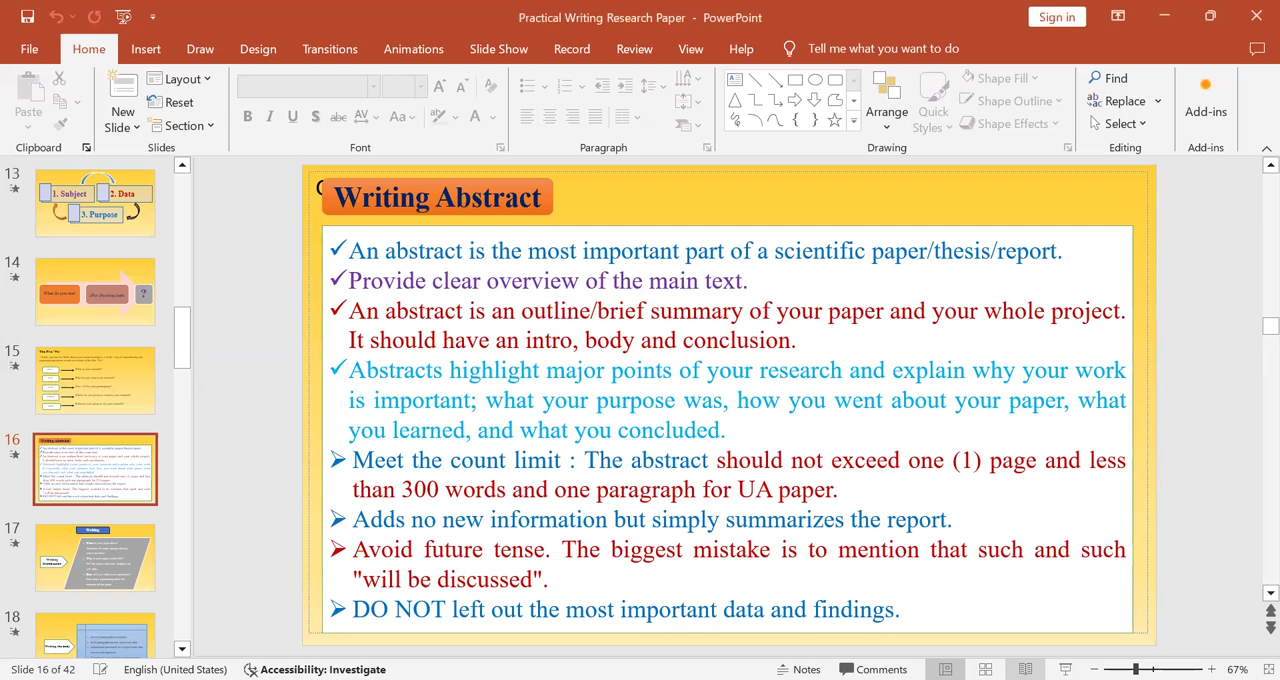 Practical Writing Research Paper - PowerPoint
Sign in
File Home Insert Draw Design Transitions Animations Slide Show Record Review View Help Tell me what you want to do
Paste
Clipboard
New Slide
Layout
Reset
Section
Slides
Font
Paragraph
Arrange
Quick Styles
Shape Fill
Shape Outline
Shape Effects
Drawing
Find
Replace
Select
Editing
Add-ins
Add-ins
13
1. Subject
2. Data
3. Purpose
14
?
15
16
17
Writing
18
Writing Abstract
✓An abstract is the most important part of a scientific paper/thesis/report.
✓Provide clear overview of the main text.
✓An abstract is an outline/brief summary of your paper and your whole project.
It should have an intro, body and conclusion.
✓Abstracts highlight major points of your research and explain why your work
is important; what your purpose was, how you went about your paper, what
you learned, and what you concluded.
➢Meet the count limit : The abstract should not exceed one (1) page and less
than 300 words and one paragraph for UA paper.
➢Adds no new information but simply summarizes the report.
➢Avoid future tense. The biggest mistake is to mention that such and such
"will be discussed".
➢DO NOT left out the most important data and findings.
Slide 16 of 42 English (United States) Accessibility: Investigate Notes Comments 67%